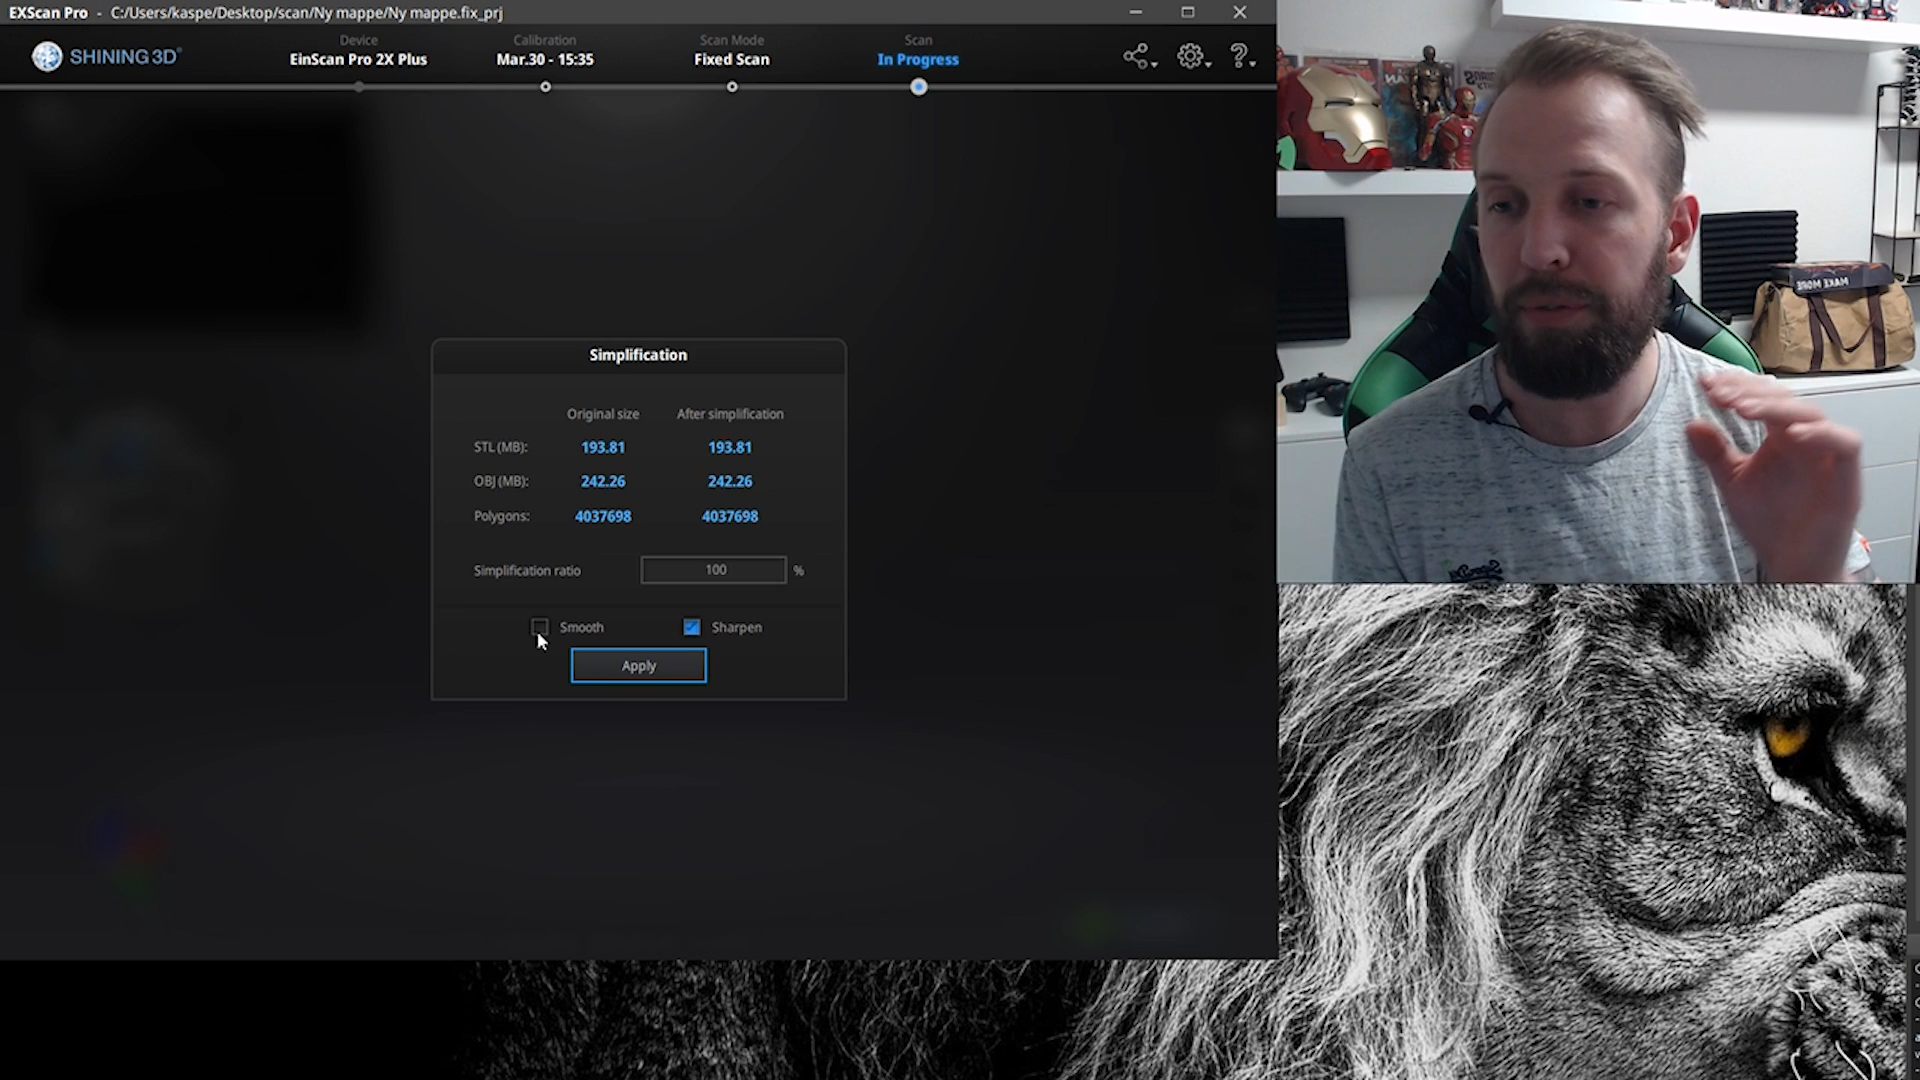 EXScan Pro - C:/Users/kaspe/Desktop/scan/Ny mappe/Ny mappe.fix_prj
SHINING 3D®
Device
EinScan Pro 2X Plus
Calibration
Mar.30 - 15:35
Scan Mode
Fixed Scan
Scan
In Progress
?
Simplification
Original size After simplification
STL (MB): 193.81 193.81
OBJ (MB): 242.26 242.26
Polygons: 4037698 4037698
Simplification ratio 100 %
Smooth Sharpen
Apply
MAKE MORE